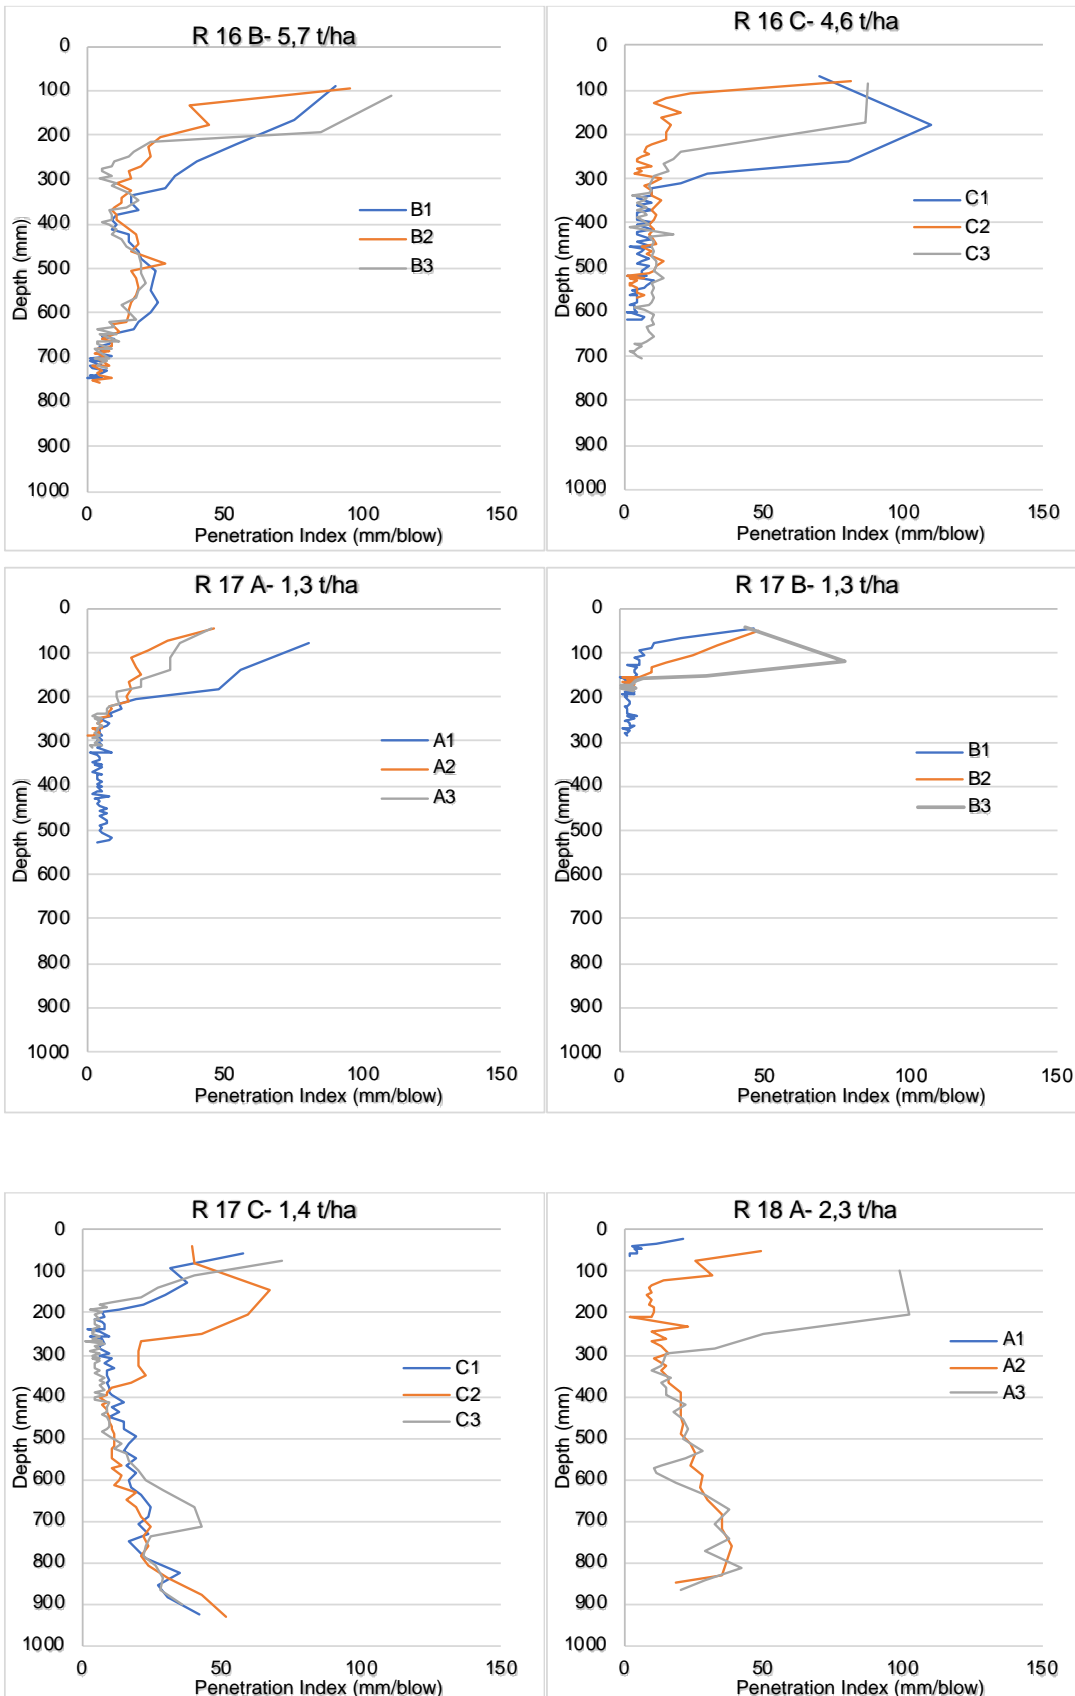 R 16 B- 5,7 t/ha
0
100
200
300
400
500
600
700
800
900
1000
Depth (mm)
B1
B2
B3
0 50 100 150
Penetration Index (mm/blow)
R 16 C- 4,6 t/ha
0
100
200
300
400
500
600
700
800
900
1000
Depth (mm)
C1
C2
C3
0 50 100 150
Penetration Index (mm/blow)
R 17 A- 1,3 t/ha
0
100
200
300
400
500
600
700
800
900
1000
Depth (mm)
A1
A2
A3
0 50 100 150
Penetration Index (mm/blow)
R 17 B- 1,3 t/ha
0
100
200
300
400
500
600
700
800
900
1000
Depth (mm)
B1
B2
B3
0 50 100 150
Penetration Index (mm/blow)
R 17 C- 1,4 t/ha
0
100
200
300
400
500
600
700
800
900
1000
Depth (mm)
C1
C2
C3
0 50 100 150
Penetration Index (mm/blow)
R 18 A- 2,3 t/ha
0
100
200
300
400
500
600
700
800
900
1000
Depth (mm)
A1
A2
A3
0 50 100 150
Penetration Index (mm/blow)